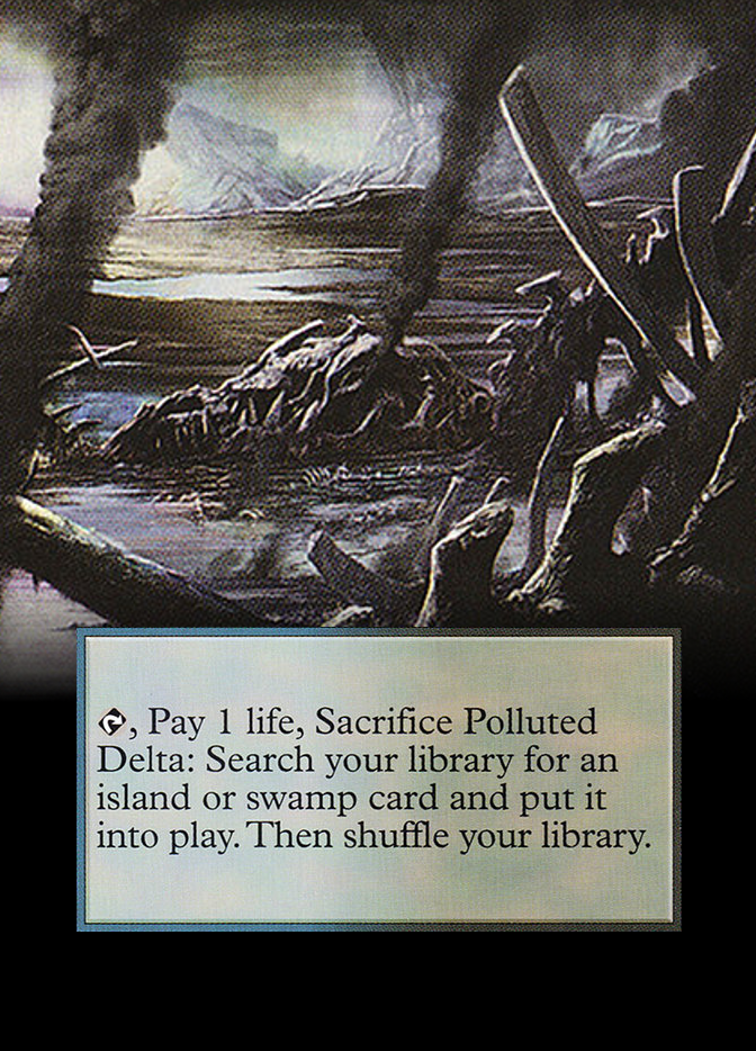 , Pay 1 life, Sacrifice Polluted
Delta: Search your library for an
island or swamp card and put it
into play. Then shuffle your library.